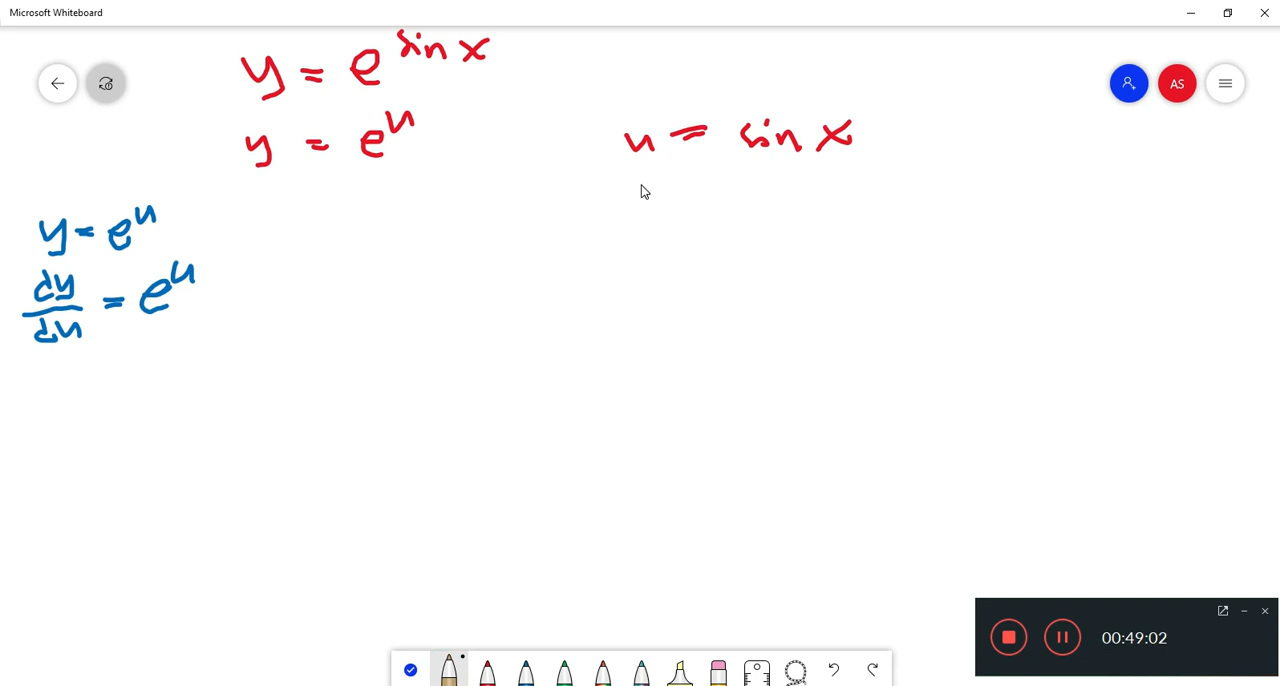 Microsoft Whiteboard
y = e^{sin x}
AS
y = e^u
u = sin x
y = e^u
dy/du = e^u
00:49:02